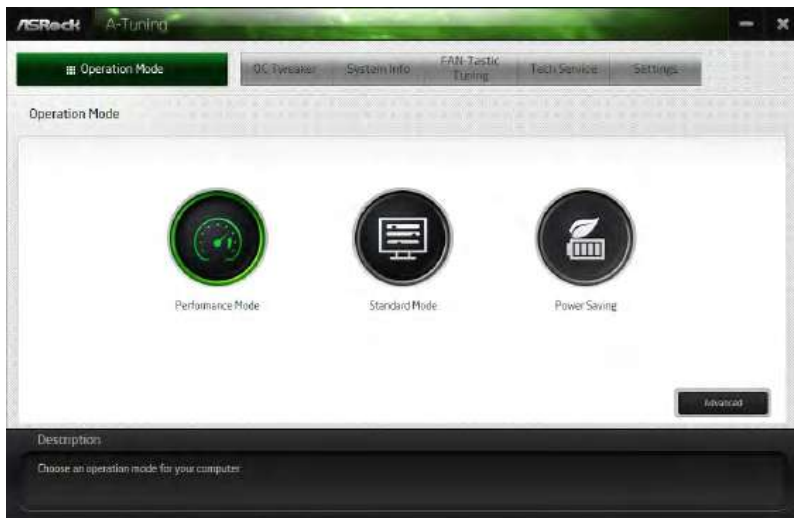 ASRock A-Tuning
Operation Mode
OC Tweaker
System Info
FAN-Tastic
Tuning
Tech Service
Settings
Operation Mode
Performance Mode
Standard Mode
Power Saving
Advanced
Description
Choose an operation mode for your computer